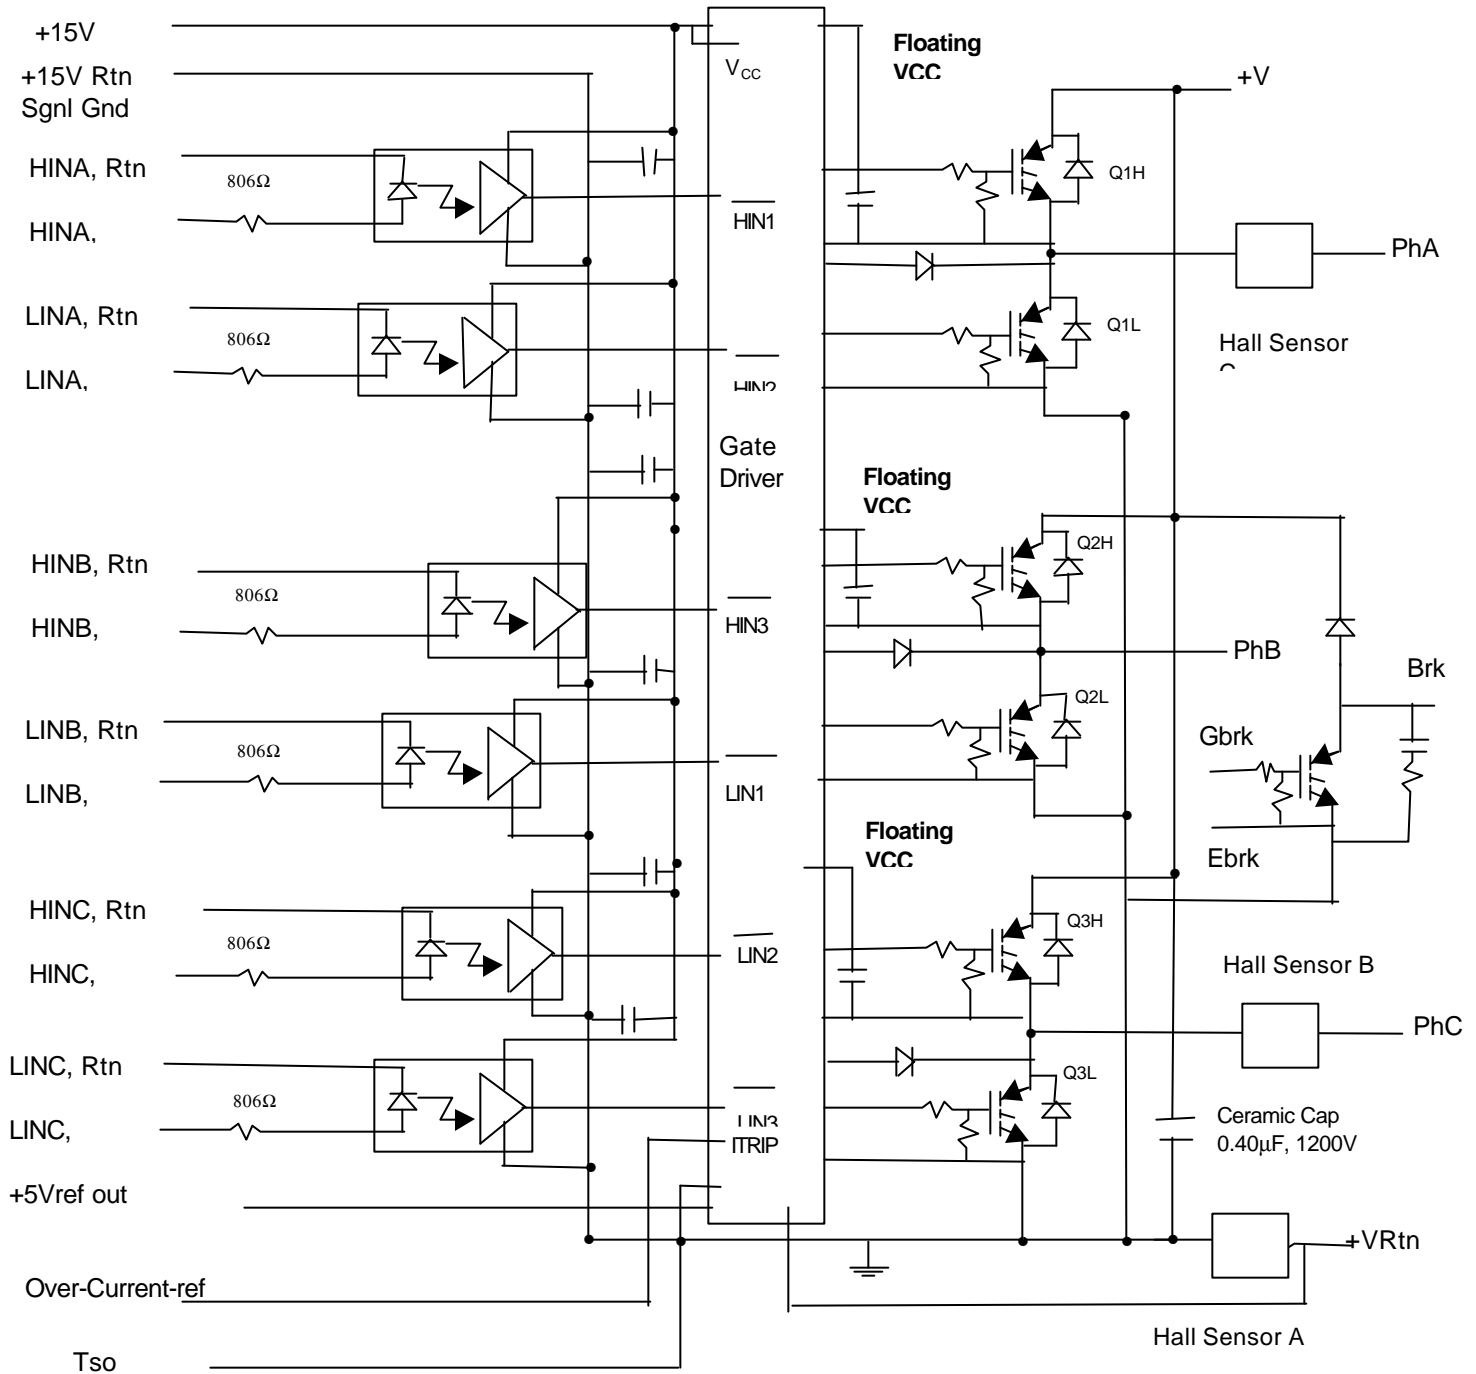 +15V
+15V Rtn
Sgnl Gnd
HINA, Rtn
806Ω
HINA,
LINA, Rtn
806Ω
LINA,
HINB, Rtn
806Ω
HINB,
LINB, Rtn
806Ω
LINB,
HINC, Rtn
806Ω
HINC,
LINC, Rtn
806Ω
LINC,
+5Vref out
Over-Current-ref
Tso
VCC
HIN1
HIN2
Gate
Driver
HIN3
LIN1
LIN2
LIN3
ITRIP
Floating
VCC
Q1H
Q1L
Floating
VCC
Q2H
Q2L
Floating
VCC
Q3H
Q3L
+V
PhA
Hall Sensor
PhB
Brk
Gbrk
Ebrk
Hall Sensor B
PhC
Ceramic Cap
0.40μF, 1200V
+VRtn
Hall Sensor A